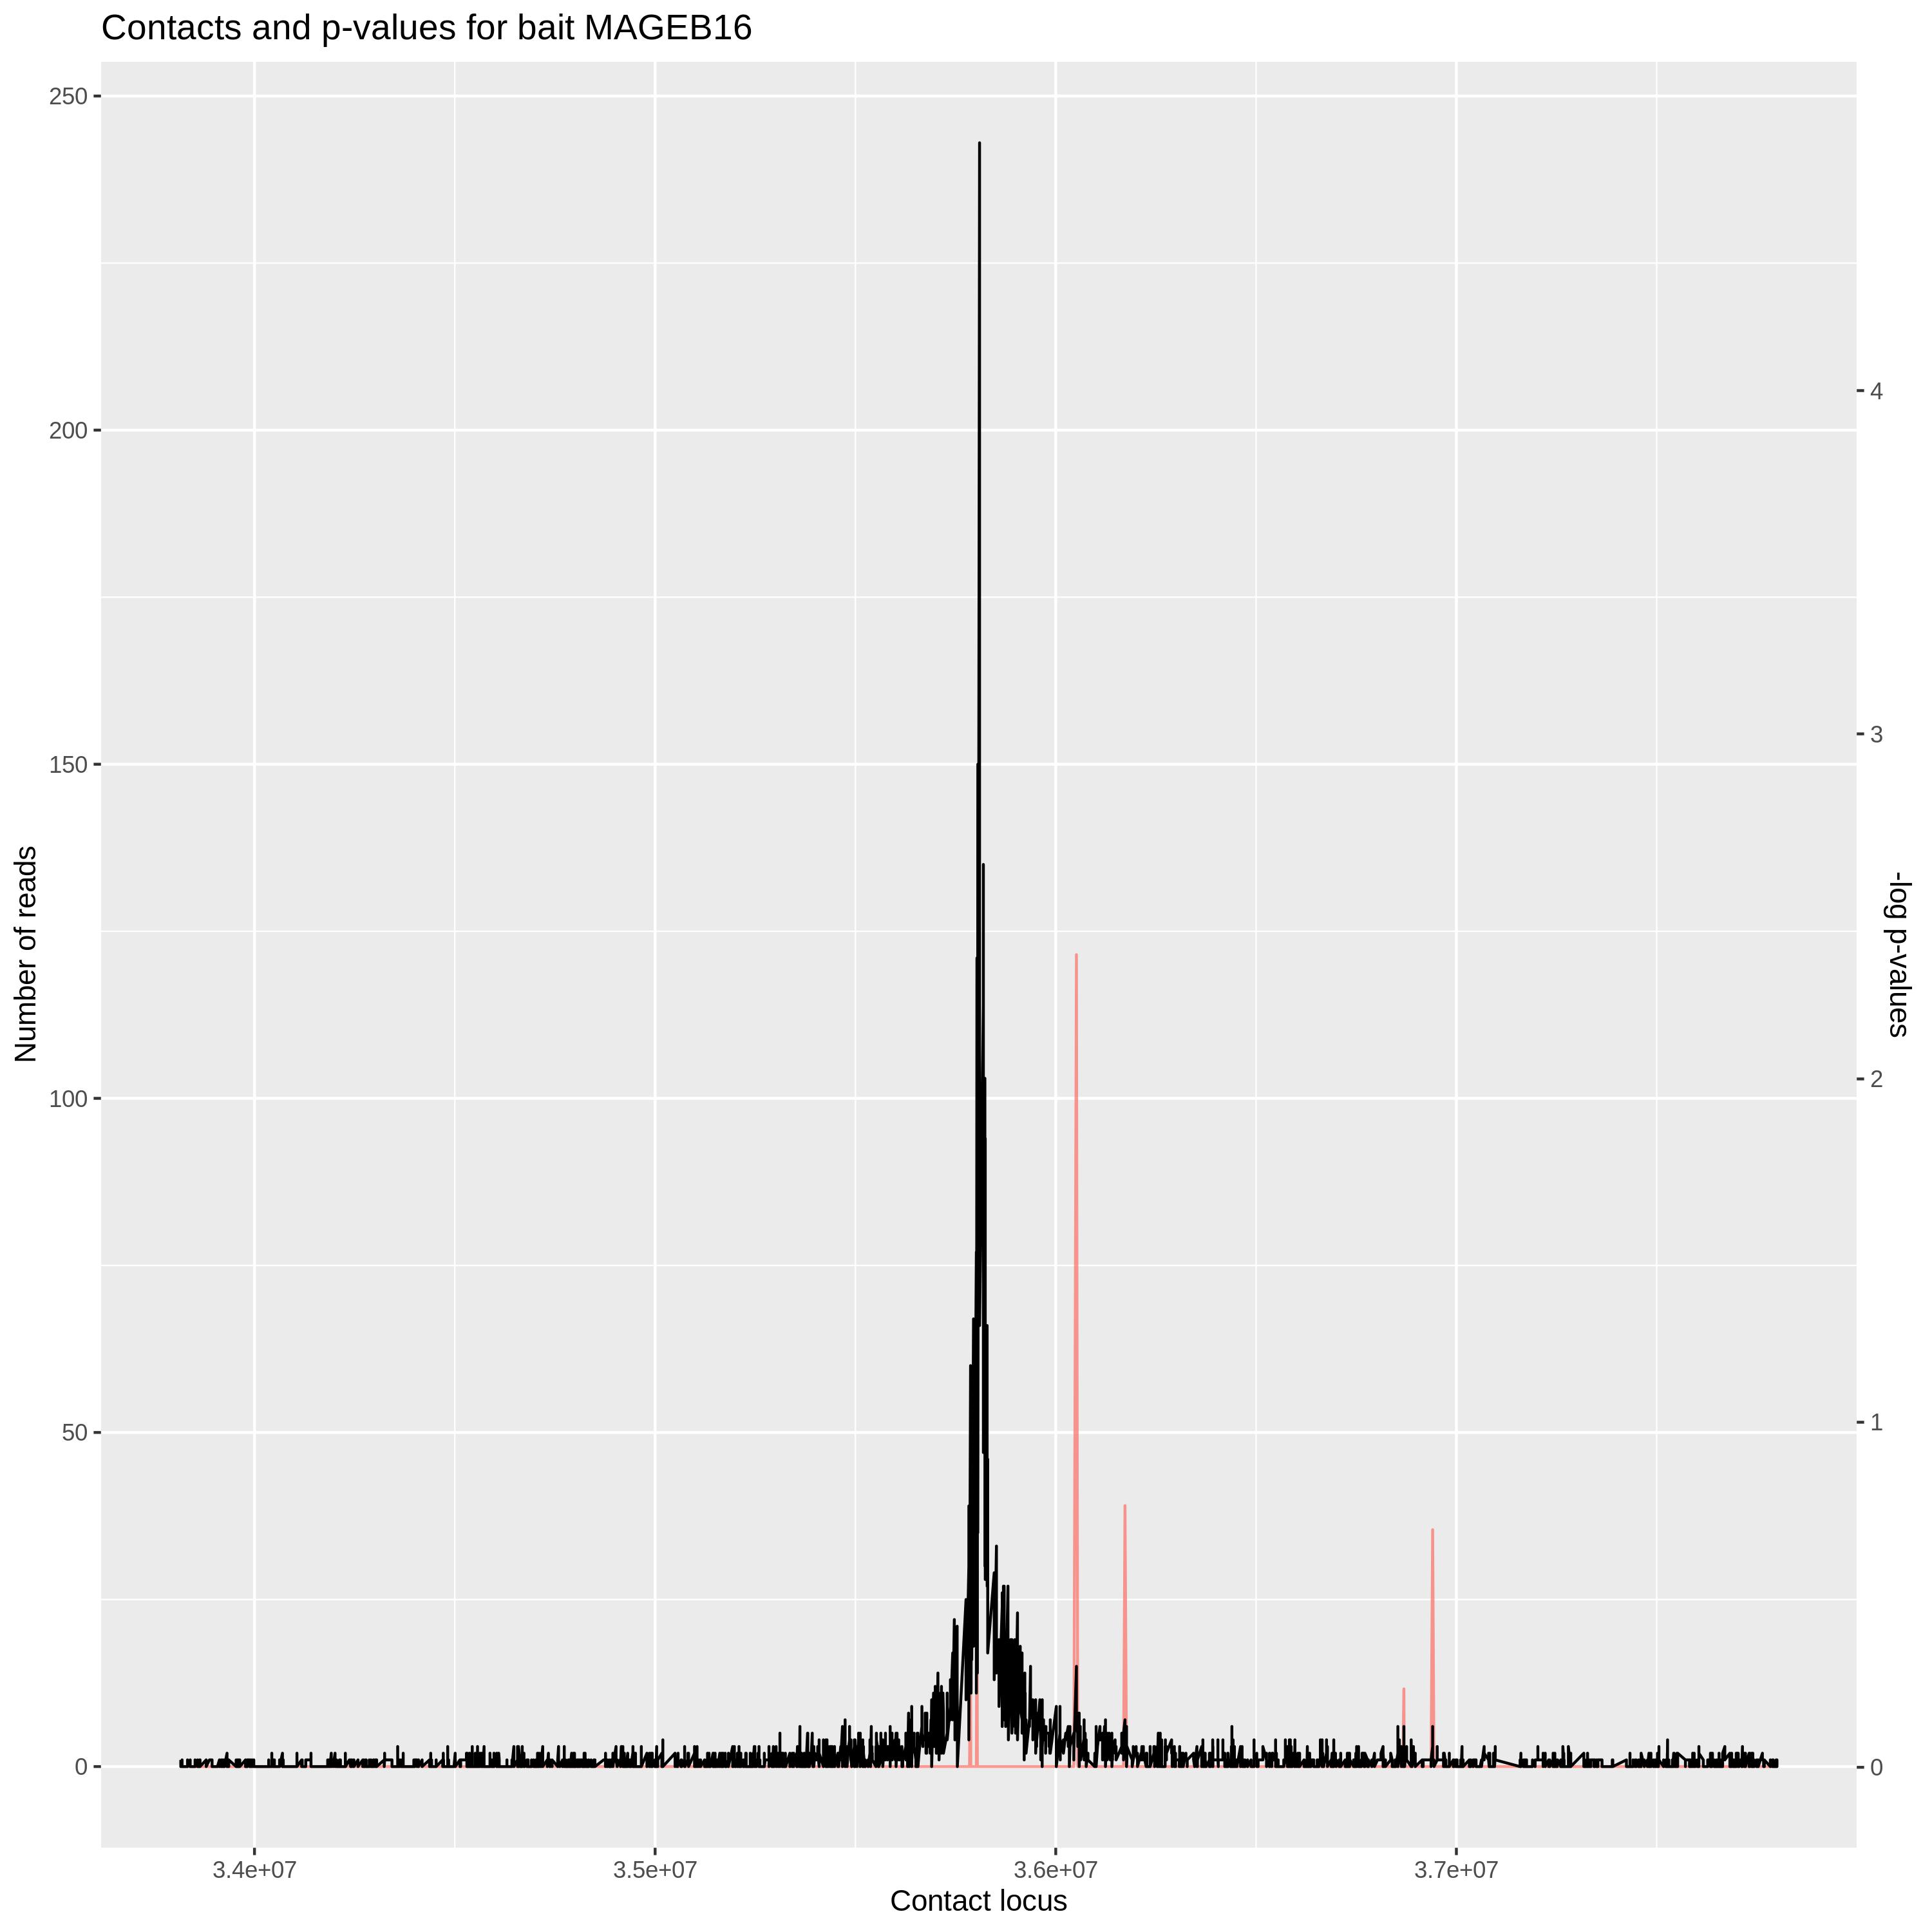 Contacts and p-values for bait MAGEB16
250
200
150
100
50
0
Number of reads
4
3
2
1
0
-log p-values
3.4e+07 3.5e+07 3.6e+07 3.7e+07
Contact locus